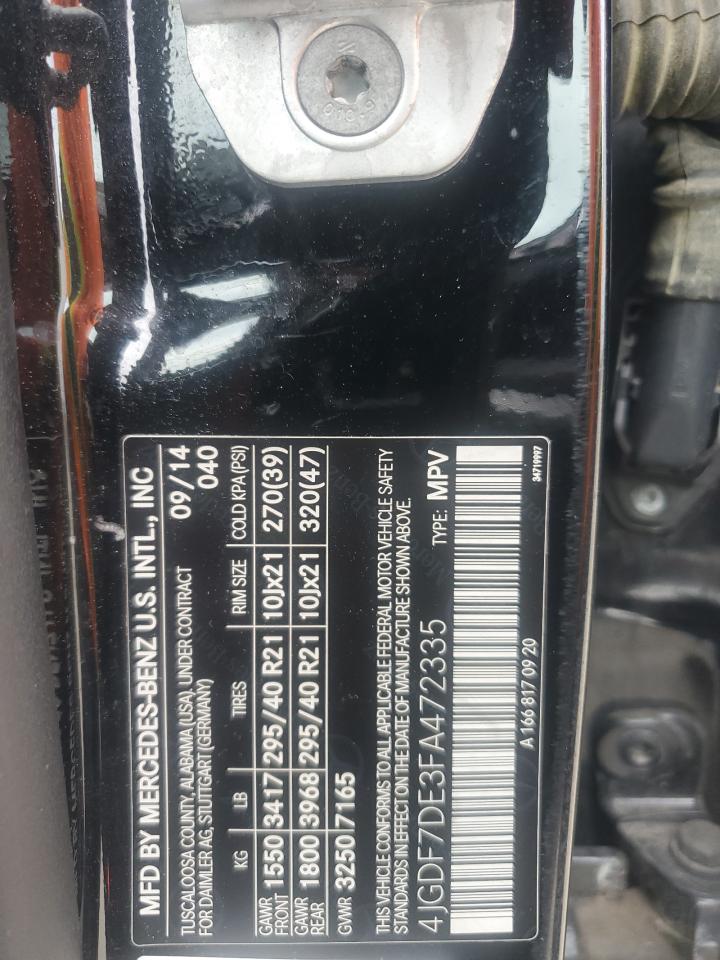 MFD BY MERCEDES-BENZ U.S. INTL., INC
TUSCALOOSA COUNTY, ALABAMA (USA), UNDER CONTRACT 09/14
FOR DAIMLER AG, STUTTGART (GERMANY) 040
KG LB TIRES RIM SIZE COLD KPA (PSI)
GAWR FRONT 1550 3417 295/40 R21 10Jx21 270(39)
GAWR REAR 1800 3968 295/40 R21 10Jx21 320(47)
GVWR 3250 7165
THIS VEHICLE CONFORMS TO ALL APPLICABLE FEDERAL MOTOR VEHICLE SAFETY
STANDARDS IN EFFECT ON THE DATE OF MANUFACTURE SHOWN ABOVE.
4JGDF7DE3FA472335 TYPE: MPV
A 166 817 09 20 34719997